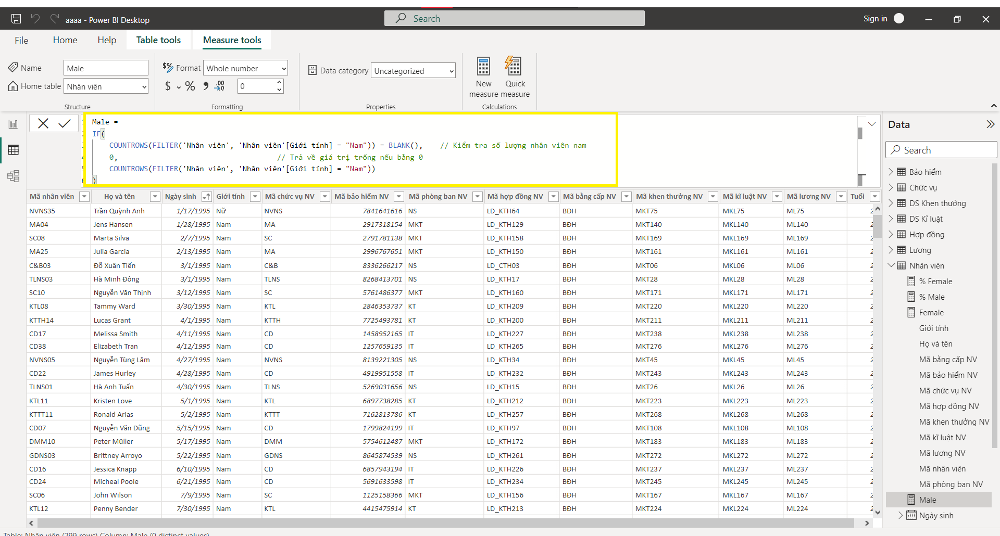 aaaa - Power BI Desktop
Search
Sign in
File Home Help Table tools Measure tools
Name Male
Home table Nhân viên
Structure
Format Whole number
$ % 0
Formatting
Data category Uncategorized
Properties
New measure
Quick measure
Calculations
Male =
IF(
COUNTROWS(FILTER('Nhân viên', 'Nhân viên'[Giới tính] = "Nam")) = BLANK(), // Kiểm tra số lượng nhân viên nam
0, // Trả về giá trị trống nếu bằng 0
COUNTROWS(FILTER('Nhân viên', 'Nhân viên'[Giới tính] = "Nam"))
)
Mã nhân viên Họ và tên Ngày sinh Giới tính Mã chức vụ NV Mã bảo hiểm NV Mã phòng ban NV Mã hợp đồng NV Mã bằng cấp NV Mã khen thưởng NV Mã kĩ luật NV Mã lương NV Tuổi
NVNS35 Trần Quỳnh Anh 1/17/1995 Nữ NVNS 7841641616 NS LD_KTH64 BĐH MKT75 MKL75 ML75
MA04 Jens Hansen 1/28/1995 Nam MA 2917318154 MKT LD_KTH129 BĐH MKT140 MKL140 ML140
SC08 Marta Silva 2/7/1995 Nam SC 2791781138 MKT LD_KTH158 BĐH MKT169 MKL169 ML169
MA25 Julia Garcia 2/13/1995 Nam MA 2996767651 MKT LD_KTH150 BĐH MKT161 MKL161 ML161
C&B03 Đỗ Xuân Tiến 3/1/1995 Nam C&B 8336266217 NS LD_CTH03 BĐH MKT06 MKL06 ML06
TLNS03 Hà Minh Đông 3/1/1995 Nam TLNS 8268413701 NS LD_KTH17 BĐH MKT28 MKL28 ML28
SC10 Nguyễn Văn Thịnh 3/12/1995 Nam SC 5761486377 MKT LD_KTH160 BĐH MKT171 MKL171 ML171
KTL08 Tammy Ward 3/30/1995 Nam KTL 2846353737 KT LD_KTH209 BĐH MKT220 MKL220 ML220
KTTH14 Lucas Grant 4/1/1995 Nam KTTH 7725493781 KT LD_KTH200 BĐH MKT211 MKL211 ML211
CD17 Melissa Smith 4/11/1995 Nam CD 1458952165 IT LD_KTH227 BĐH MKT238 MKL238 ML238
CD38 Elizabeth Tran 4/12/1995 Nam CD 1257659135 IT LD_KTH265 BĐH MKT276 MKL276 ML276
NVNS05 Nguyễn Tùng Lâm 4/27/1995 Nam NVNS 8139221305 NS LD_KTH34 BĐH MKT45 MKL45 ML45
CD22 James Hurley 4/28/1995 Nam CD 4919951558 IT LD_KTH232 BĐH MKT243 MKL243 ML243
TLNS01 Hà Anh Tuấn 4/30/1995 Nam TLNS 5269031656 NS LD_KTH15 BĐH MKT26 MKL26 ML26
KTL11 Kristen Love 5/1/1995 Nam KTL 6897738285 KT LD_KTH212 BĐH MKT223 MKL223 ML223
KTTT11 Ronald Arias 5/2/1995 Nam KTTT 7162813786 KT LD_KTH257 BĐH MKT268 MKL268 ML268
CD07 Nguyễn Văn Dũng 5/15/1995 Nam CD 1799824199 IT LD_KTH97 BĐH MKT108 MKL108 ML108
DMM10 Peter Müller 5/17/1995 Nam DMM 5754612487 MKT LD_KTH172 BĐH MKT183 MKL183 ML183
GDNS03 Brittney Arroyo 5/22/1995 Nam GDNS 8645874539 NS LD_KTH261 BĐH MKT272 MKL272 ML272
CD16 Jessica Knapp 6/10/1995 Nam CD 6857943194 IT LD_KTH226 BĐH MKT237 MKL237 ML237
CD24 Micheal Poole 6/21/1995 Nam CD 5691633598 IT LD_KTH234 BĐH MKT245 MKL245 ML245
SC06 John Wilson 7/9/1995 Nam SC 1125158366 MKT LD_KTH156 BĐH MKT167 MKL167 ML167
KTL12 Penny Bender 7/30/1995 Nam KTL 4415475914 KT LD_KTH213 BĐH MKT224 MKL224 ML224
Data
Search
Bảo hiểm
Chức vụ
DS Khen thưởng
DS Kỉ luật
Hợp đồng
Lương
Nhân viên
% Female
% Male
Female
Giới tính
Họ và tên
Mã bằng cấp NV
Mã bảo hiểm NV
Mã chức vụ NV
Mã hợp đồng NV
Mã khen thưởng NV
Mã kĩ luật NV
Mã lương NV
Mã nhân viên
Mã phòng ban NV
Male
Ngày sinh
Table: Nhân viên (299 rows) Column: Male (0 distinct values)